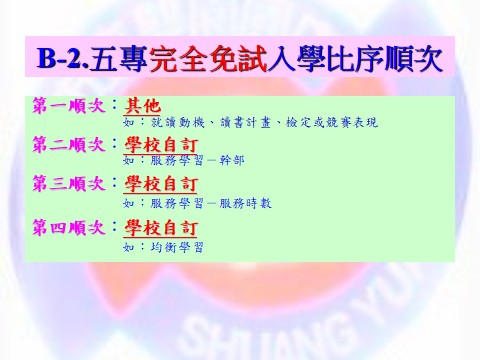 B-2.五專完全免試入學比序順次
第一順次：其他
如：就讀動機、讀書計畫、檢定或競賽表現
第二順次：學校自訂
如：服務學習－幹部
第三順次：學校自訂
如：服務學習－服務時數
第四順次：學校自訂
如：均衡學習
SHUANG YU